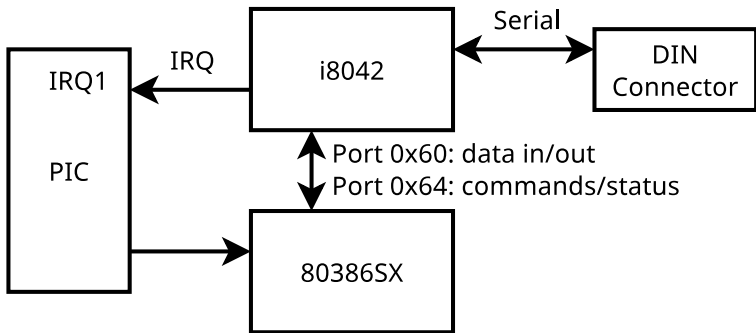 Serial
i8042
DIN
Connector
IRQ
IRQ1
PIC
Port 0x60: data in/out
Port 0x64: commands/status
80386SX